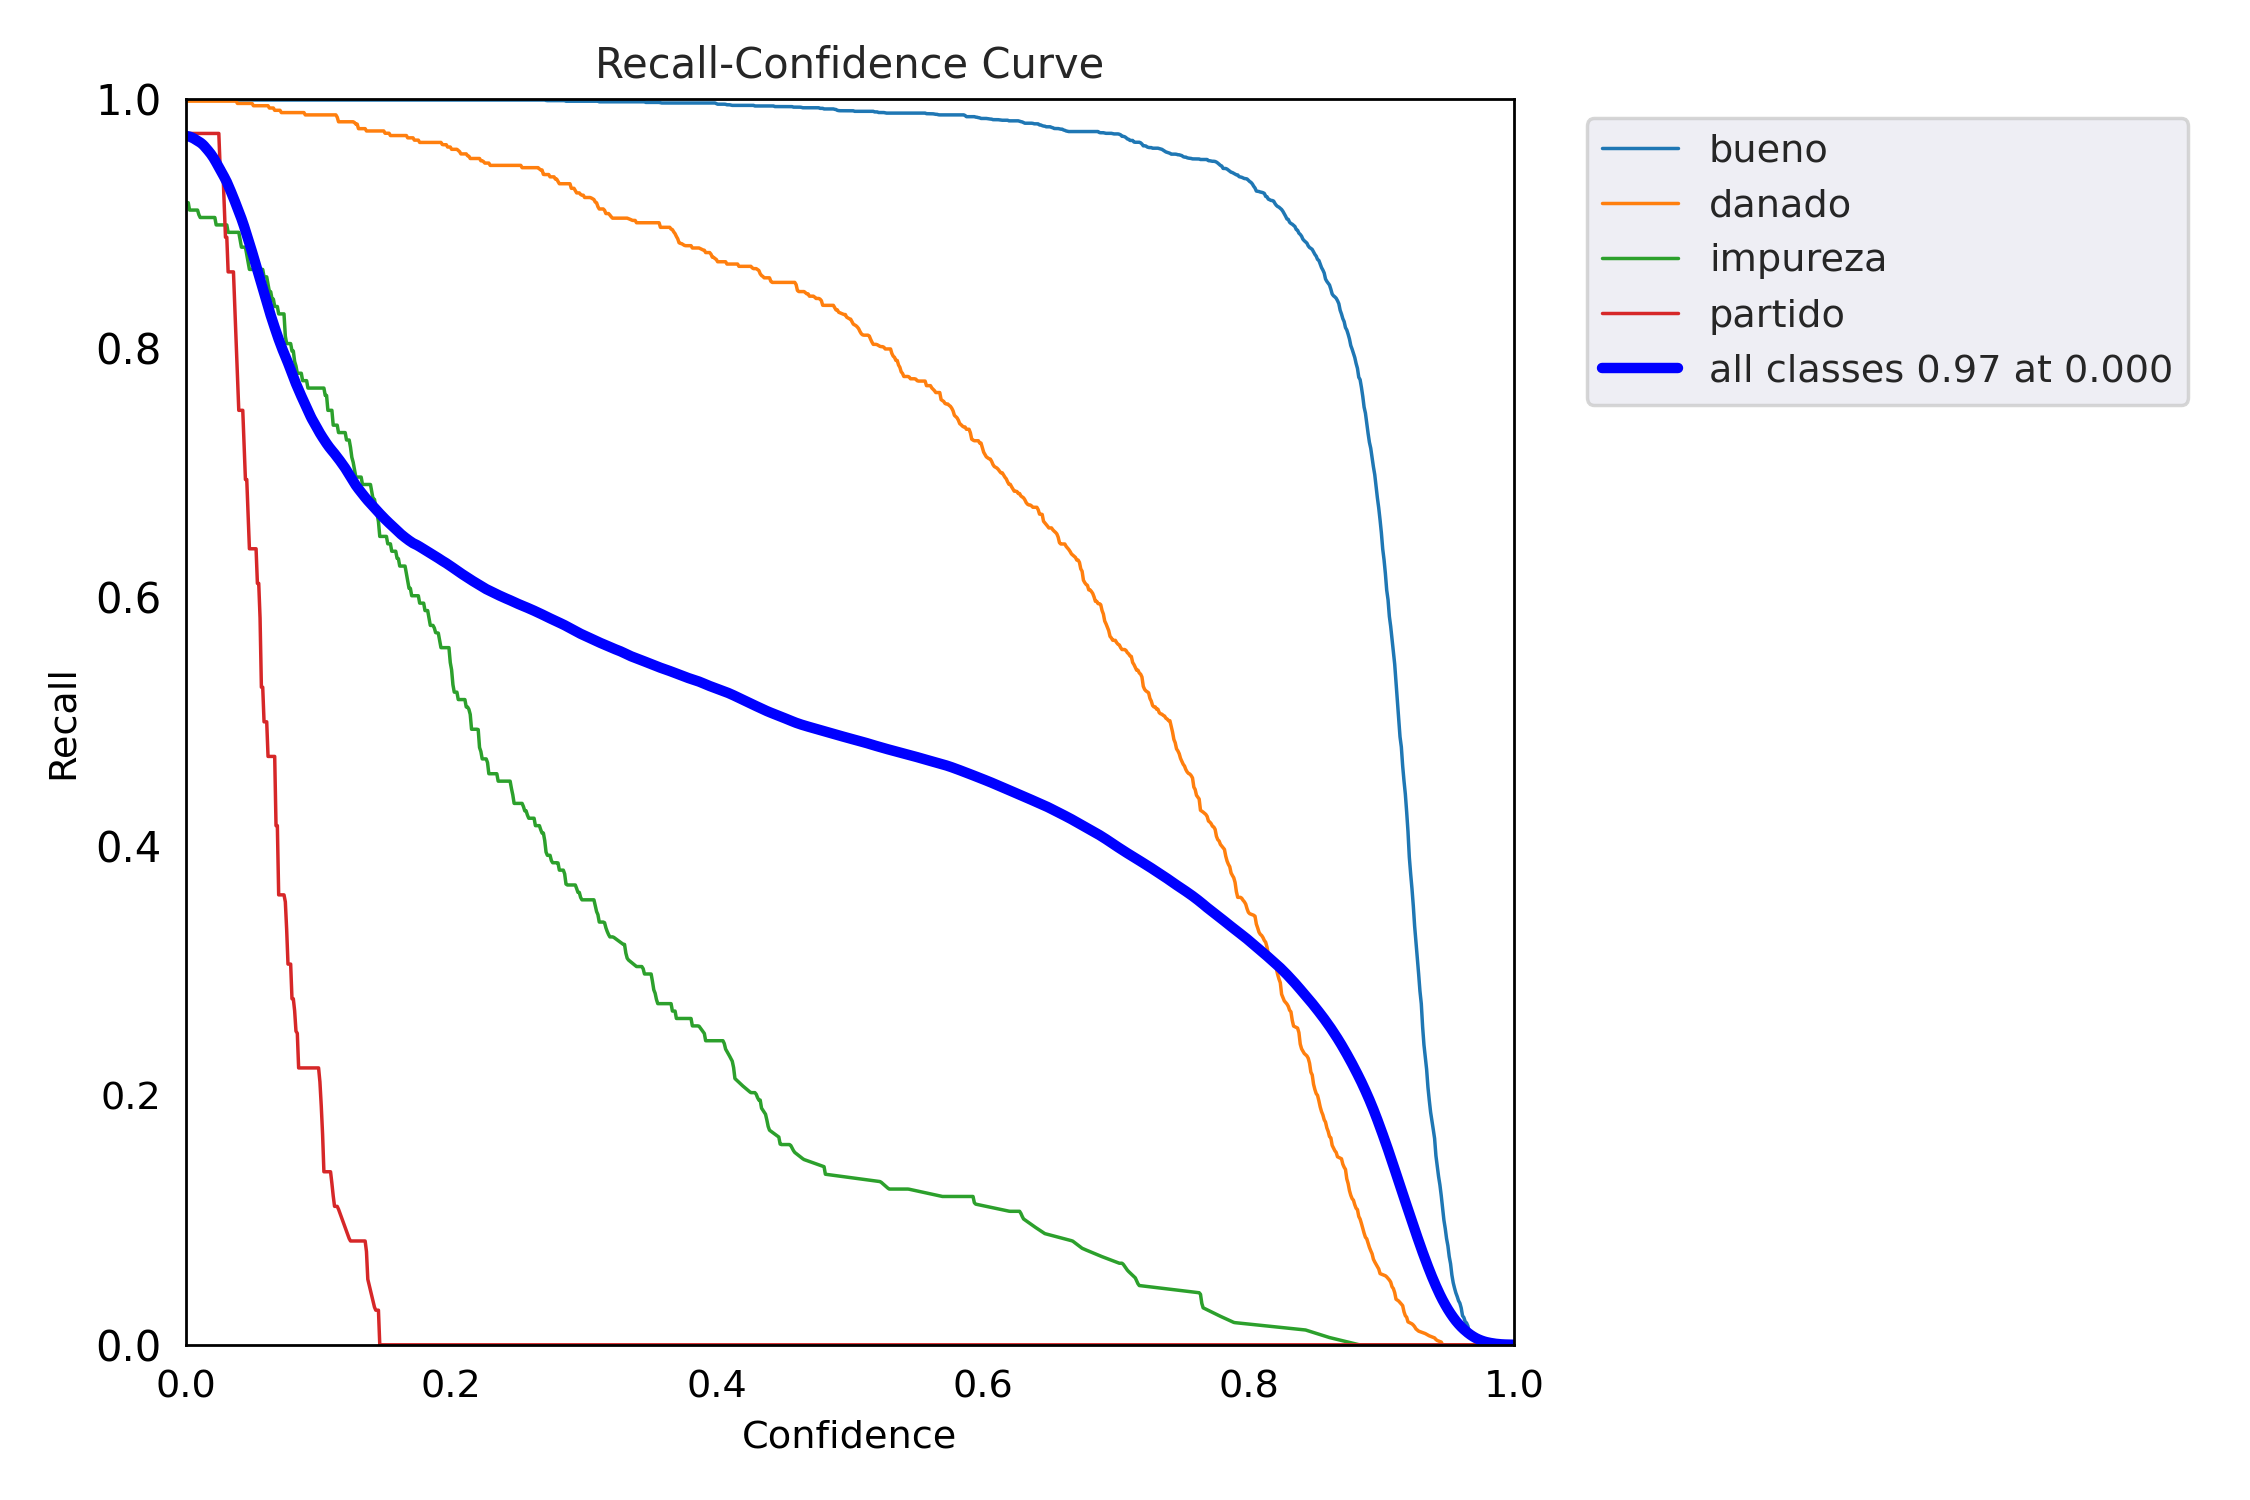 Recall-Confidence Curve
1.0
0.8
0.6
0.4
0.2
0.0
Recall
0.0 0.2 0.4 0.6 0.8 1.0
Confidence
bueno
danado
impureza
partido
all classes 0.97 at 0.000